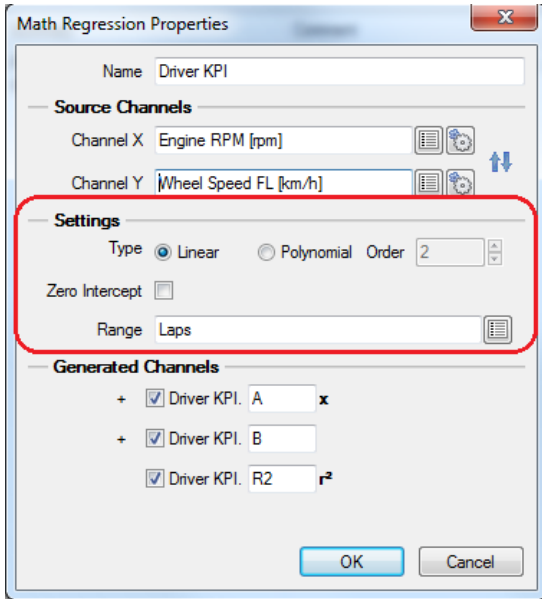 Math Regression Properties
Name Driver KPI
Source Channels
Channel X Engine RPM [rpm]
Channel Y Wheel Speed FL [km/h]
Settings
Type Linear Polynomial Order 2
Zero Intercept
Range Laps
Generated Channels
+ Driver KPI. A x
+ Driver KPI. B
Driver KPI. R2 r²
OK Cancel